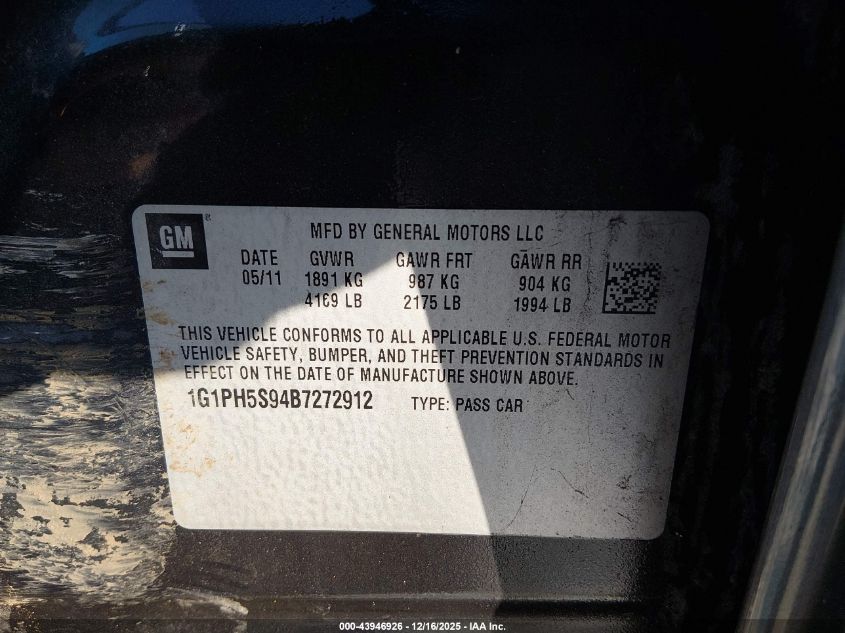 GM
MFD BY GENERAL MOTORS LLC
DATE GVWR GAWR FRT GAWR RR
05/11 1891 KG 987 KG 904 KG
4169 LB 2175 LB 1994 LB
THIS VEHICLE CONFORMS TO ALL APPLICABLE U.S. FEDERAL MOTOR
VEHICLE SAFETY, BUMPER, AND THEFT PREVENTION STANDARDS IN
EFFECT ON THE DATE OF MANUFACTURE SHOWN ABOVE.
1G1PH5S94B7272912 TYPE: PASS CAR
000-43946926 - 12/16/2025 - IAA Inc.